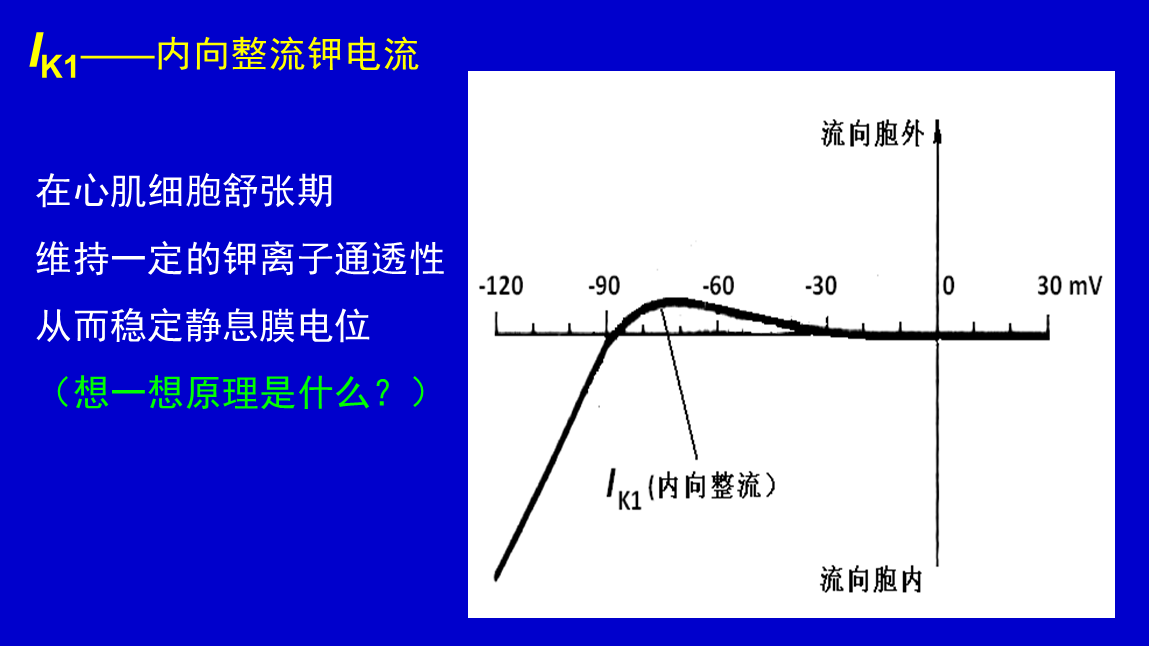 IK1——内向整流钾电流
在心肌细胞舒张期
维持一定的钾离子通透性
从而稳定静息膜电位
（想一想原理是什么？）
流向胞外
-120 -90 -60 -30 0 30 mV
IK1 (内向整流）
流向胞内